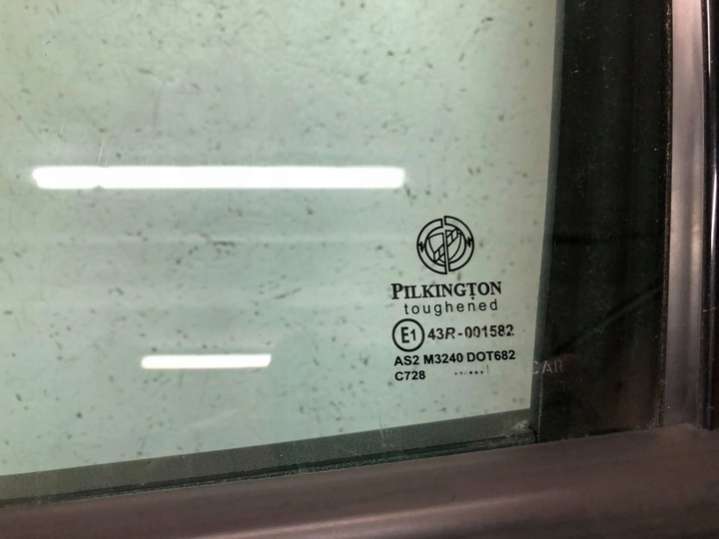 PILKINGTON
toughened
E1 43R-001582
AS2 M3240 DOT682
C728